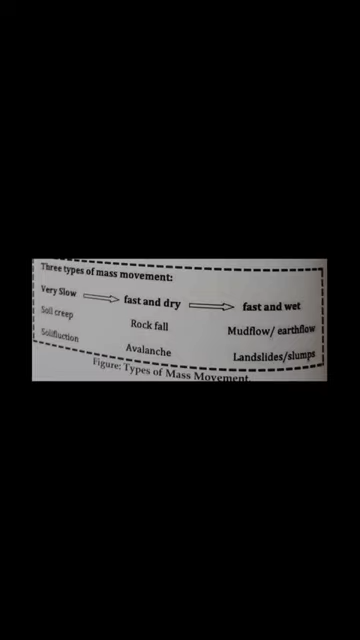 Three types of mass movement:
Very Slow fast and dry fast and wet
Soil creep Rock fall Mudflow/ earthflow
Solifluction Avalanche Landslides/slumps
Figure: Types of Mass Movement.